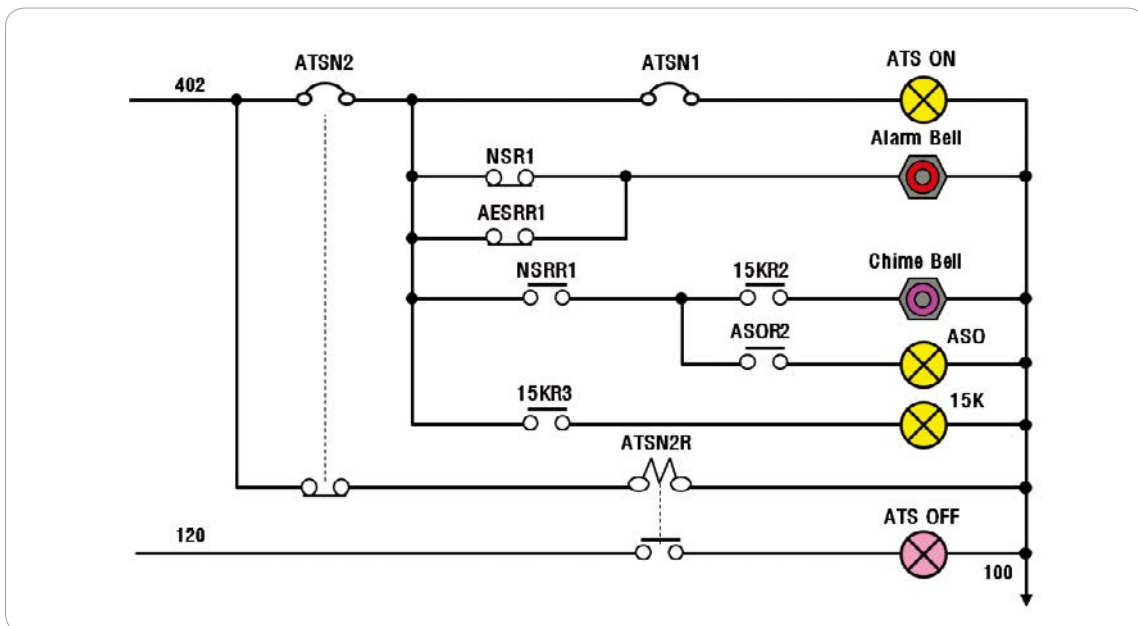 ATSN2
ATSN1
ATS ON
402
Alarm Bell
NSR1
AESRR1
NSRR1
15KR2
Chime Bell
ASOR2
ASO
15KR3
15K
ATSN2R
120
ATS OFF
100